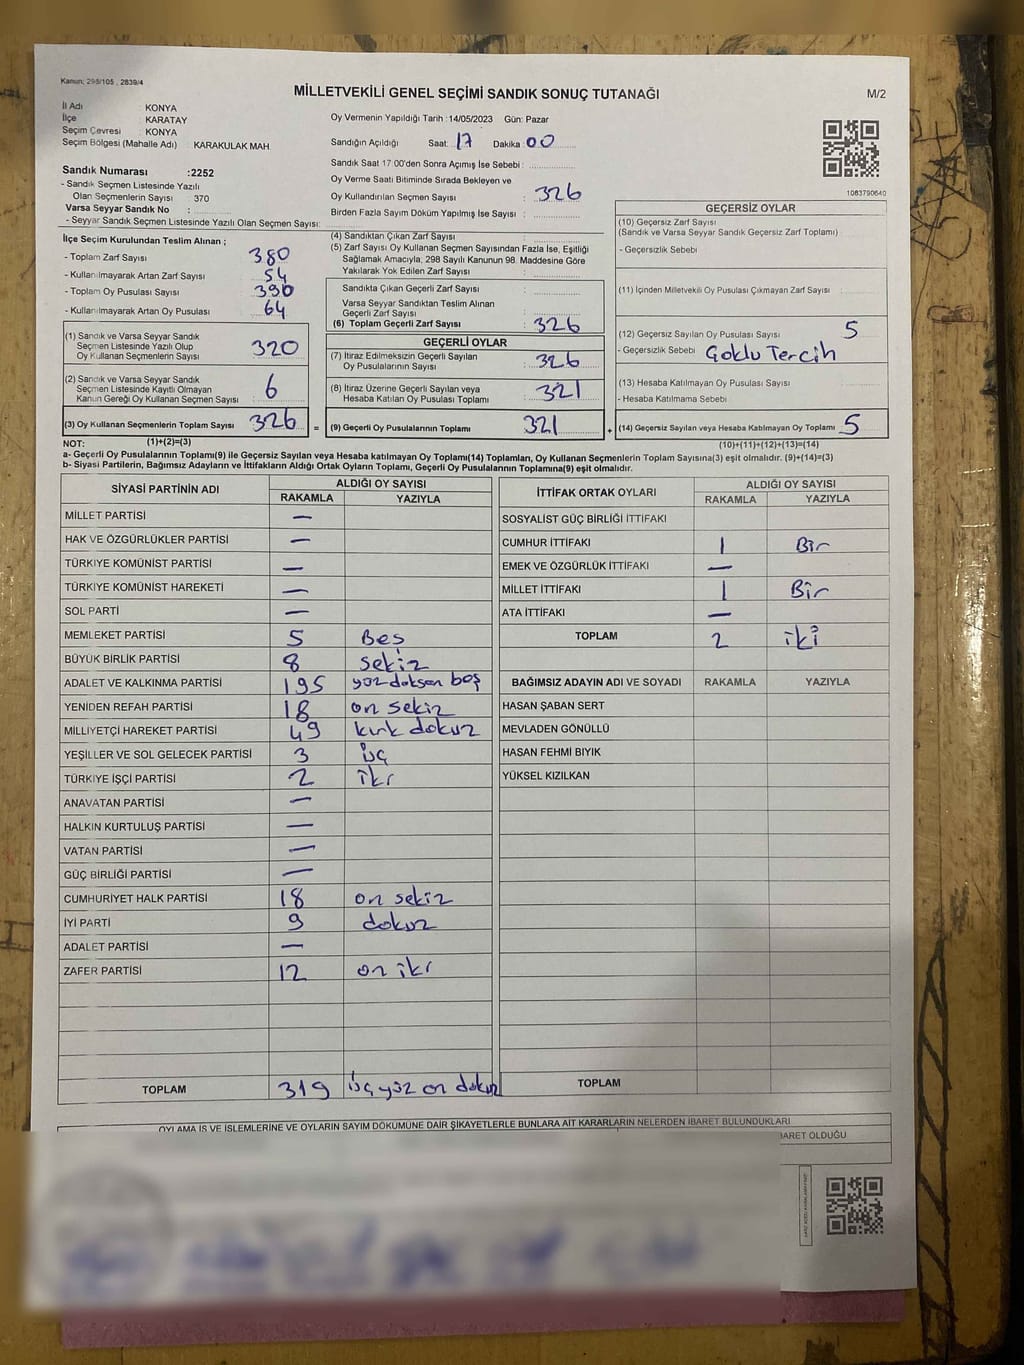 Kanun; 298/105 , 2839/4
MİLLETVEKİLİ GENEL SEÇİMİ SANDIK SONUÇ TUTANAĞI
M/2
İl Adı KONYA
İlçe KARATAY
Seçim Çevresi : KONYA
Seçim Bölgesi (Mahalle Adı) KARAKULAK MAH
Oy Vermenin Yapıldığı Tarih :14/05/2023 Gün: Pazar
Sandığın Açıldığı Saat: 17 Dakika: 00
Sandık Saat 17:00'den Sonra Açımış İse Sebebi :
Oy Verme Saati Bitiminde Sırada Bekleyen ve
Oy Kullandırılan Seçmen Sayısı : 326
Birden Fazla Sayım Döküm Yapılmış İse Sayısı :
1083790640
Sandık Numarası :2252
- Sandık Seçmen Listesinde Yazılı
Olan Seçmenlerin Sayısı 370
Varsa Seyyar Sandık No :
- Seyyar Sandık Seçmen Listesinde Yazılı Olan Seçmen Sayısı:
İlçe Seçim Kurulundan Teslim Alınan ;
- Toplam Zarf Sayısı 380
- Kullanılmayarak Artan Zarf Sayısı 54
- Toplam Oy Pusulası Sayısı 390
- Kullanılmayarak Artan Oy Pusulası 64
(1) Sandık ve Varsa Seyyar Sandık
Seçmen Listesinde Yazılı Olup
Oy Kullanan Seçmenlerin Sayısı 320
(2) Sandık ve Varsa Seyyar Sandık
Seçmen Listesinde Kayıtlı Olmayan
Kanun Gereği Oy Kullanan Seçmen Sayısı : 6
(3) Oy Kullanan Seçmenlerin Toplam Sayısı 326 =
(4) Sandıktan Çıkan Zarf Sayısı :
(5) Zarf Sayısı Oy Kullanan Seçmen Sayısından Fazla İse, Eşitliği
Sağlamak Amacıyla, 298 Sayılı Kanunun 98. Maddesine Göre
Yakılarak Yok Edilen Zarf Sayısı :
Sandıkta Çıkan Geçerli Zarf Sayısı :
Varsa Seyyar Sandıktan Teslim Alınan
Geçerli Zarf Sayısı :
(6) Toplam Geçerli Zarf Sayısı : 326
GEÇERLİ OYLAR
(7) İtiraz Edilmeksizin Geçerli Sayılan
Oy Pusulalarının Sayısı : 326
(8) İtiraz Üzerine Geçerli Sayılan veya
Hesaba Katılan Oy Pusulası Toplamı : 321
(9) Geçerli Oy Pusulalarının Toplamı 321 +
GEÇERSİZ OYLAR
(10) Geçersiz Zarf Sayısı
(Sandık ve Varsa Seyyar Sandık Geçersiz Zarf Toplamı)
- Geçersizlik Sebebi
(11) İçinden Milletvekili Oy Pusulası Çıkmayan Zarf Sayısı
(12) Geçersiz Sayılan Oy Pusulası Sayısı 5
- Geçersizlik Sebebi Çoklu Tercih
(13) Hesaba Katılmayan Oy Pusulası Sayısı
- Hesaba Katılmama Sebebi
(14) Geçersiz Sayılan veya Hesaba Katılmayan Oy Toplamı 5
NOT: (1)+(2)=(3) (10)+(11)+(12)+(13)=(14)
a- Geçerli Oy Pusulalarının Toplamı(9) ile Geçersiz Sayılan veya Hesaba katılmayan Oy Toplamı(14) Toplamları, Oy Kullanan Seçmenlerin Toplam Sayısına(3) eşit olmalıdır. (9)+(14)=(3)
b- Siyasi Partilerin, Bağımsız Adayların ve İttifakların Aldığı Ortak Oyların Toplamı, Geçerli Oy Pusulalarının Toplamına(9) eşit olmalıdır.
SİYASİ PARTİNİN ADI ALDIĞI OY SAYISI
RAKAMLA YAZIYLA
MİLLET PARTİSİ —
HAK VE ÖZGÜRLÜKLER PARTİSİ —
TÜRKİYE KOMÜNİST PARTİSİ —
TÜRKİYE KOMÜNİST HAREKETİ —
SOL PARTİ —
MEMLEKET PARTİSİ 5 Beş
BÜYÜK BİRLİK PARTİSİ 8 sekiz
ADALET VE KALKINMA PARTİSİ 195 yüz doksan beş
YENİDEN REFAH PARTİSİ 18 on sekiz
MİLLİYETÇİ HAREKET PARTİSİ 49 kırk dokuz
YEŞİLLER VE SOL GELECEK PARTİSİ 3 üç
TÜRKİYE İŞÇİ PARTİSİ 2 iki
ANAVATAN PARTİSİ —
HALKIN KURTULUŞ PARTİSİ —
VATAN PARTİSİ —
GÜÇ BİRLİĞİ PARTİSİ —
CUMHURİYET HALK PARTİSİ 18 on sekiz
İYİ PARTİ 9 dokuz
ADALET PARTİSİ —
ZAFER PARTİSİ 12 on iki
TOPLAM 319 üç yüz on dokuz
İTTİFAK ORTAK OYLARI ALDIĞI OY SAYISI
RAKAMLA YAZIYLA
SOSYALİST GÜÇ BİRLİĞİ İTTİFAKI
CUMHUR İTTİFAKI 1 Bir
EMEK VE ÖZGÜRLÜK İTTİFAKI —
MİLLET İTTİFAKI 1 Bir
ATA İTTİFAKI —
TOPLAM 2 iki
BAĞIMSIZ ADAYIN ADI VE SOYADI RAKAMLA YAZIYLA
HASAN ŞABAN SERT
MEVLADEN GÖNÜLLÜ
HASAN FEHMİ BIYIK
YÜKSEL KIZILKAN
TOPLAM
OYLAMA İŞ VE İŞLEMLERİNE VE OYLARIN SAYIM DÖKÜMÜNE DAİR ŞİKAYETLERLE BUNLARA AİT KARARLARIN NELERDEN İBARET BULUNDUKLARI
İBARET OLDUĞU